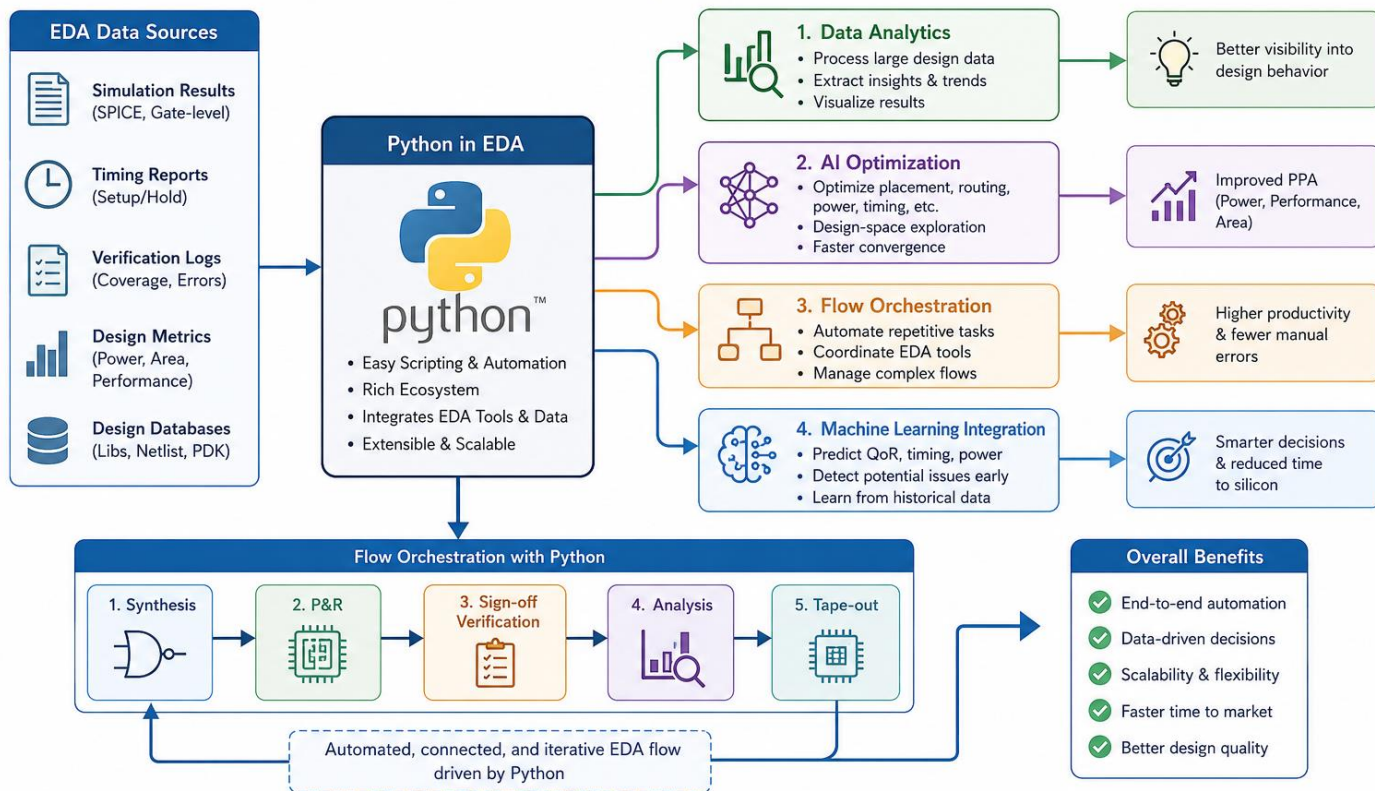 EDA Data Sources
Simulation Results
(SPICE, Gate-level)
Timing Reports
(Setup/Hold)
Verification Logs
(Coverage, Errors)
Design Metrics
(Power, Area,
Performance)
Design Databases
(Libs, Netlist, PDK)
Python in EDA
python™
• Easy Scripting & Automation
• Rich Ecosystem
• Integrates EDA Tools & Data
• Extensible & Scalable
1. Data Analytics
• Process large design data
• Extract insights & trends
• Visualize results
Better visibility into
design behavior
2. AI Optimization
• Optimize placement, routing,
power, timing, etc.
• Design-space exploration
• Faster convergence
Improved PPA
(Power, Performance,
Area)
3. Flow Orchestration
• Automate repetitive tasks
• Coordinate EDA tools
• Manage complex flows
Higher productivity
& fewer manual
errors
4. Machine Learning Integration
• Predict QoR, timing, power
• Detect potential issues early
• Learn from historical data
Smarter decisions
& reduced time
to silicon
Flow Orchestration with Python
1. Synthesis
2. P&R
3. Sign-off
Verification
4. Analysis
5. Tape-out
Automated, connected, and iterative EDA flow
driven by Python
Overall Benefits
End-to-end automation
Data-driven decisions
Scalability & flexibility
Faster time to market
Better design quality